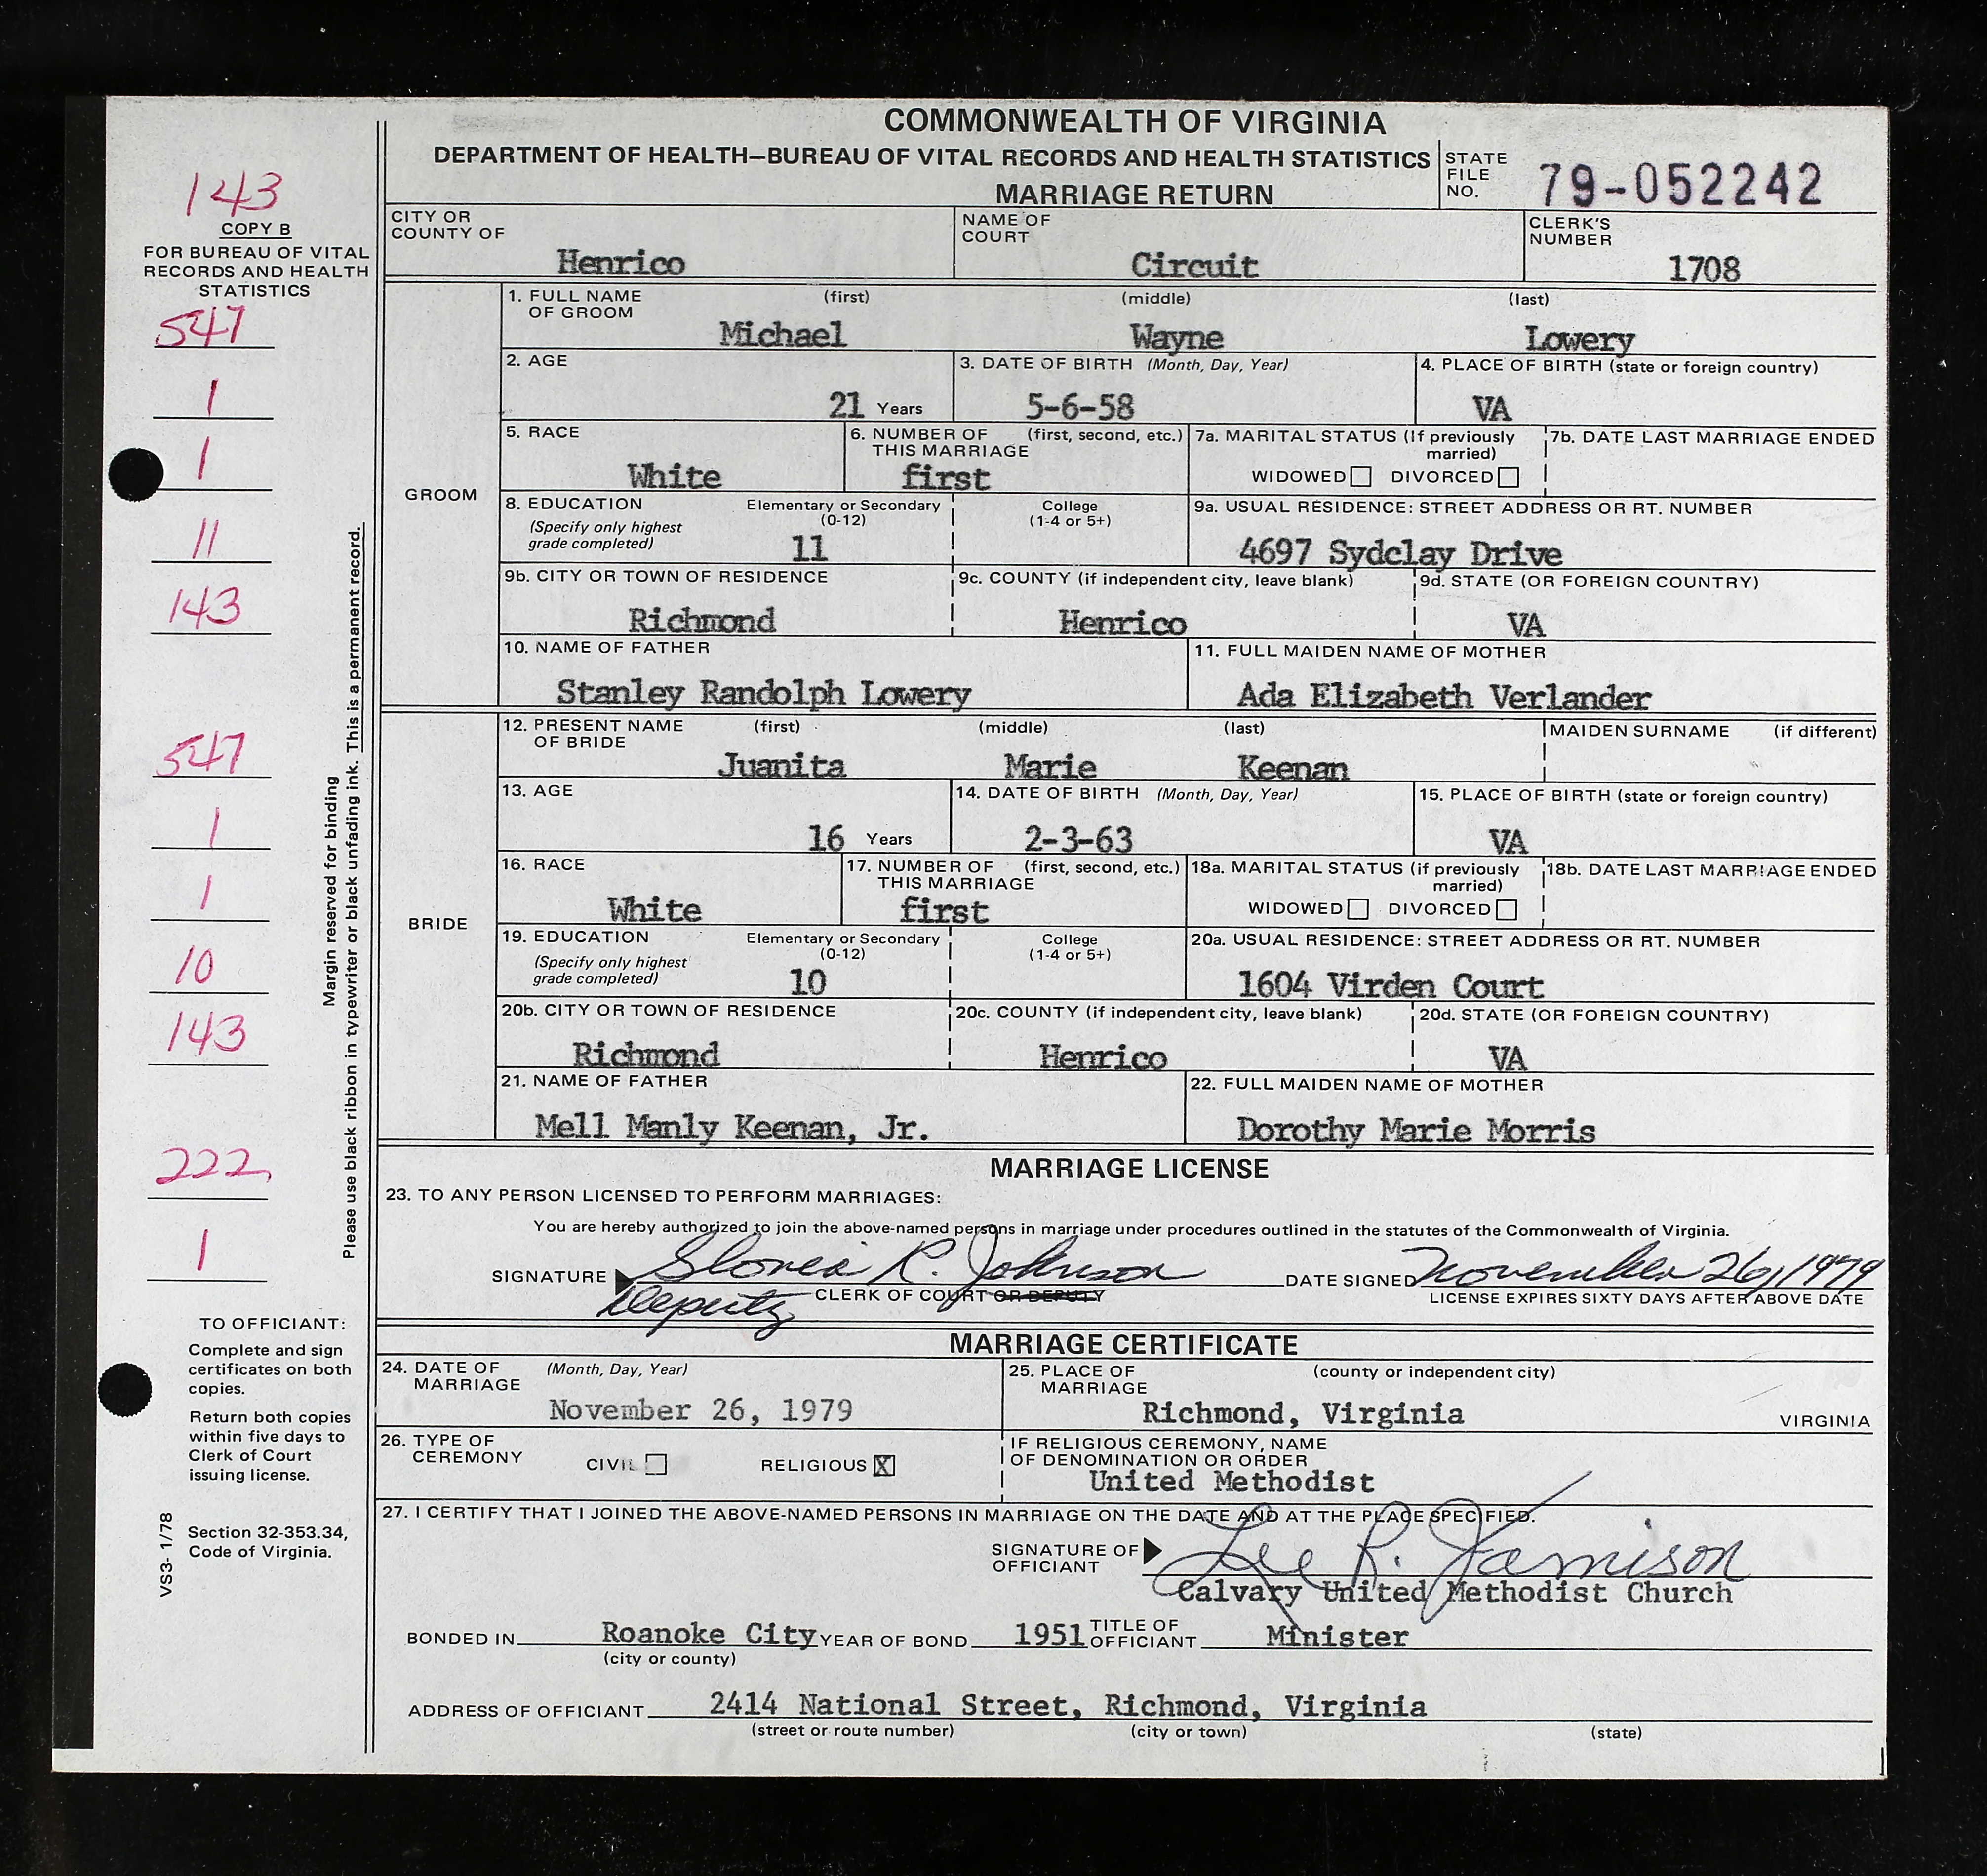 COMMONWEALTH OF VIRGINIA
DEPARTMENT OF HEALTH—BUREAU OF VITAL RECORDS AND HEALTH STATISTICS
MARRIAGE RETURN
STATE FILE NO. 79-052242
143
COPY B
FOR BUREAU OF VITAL
RECORDS AND HEALTH
STATISTICS
547
1
1
11
143
547
1
1
10
143
222
1
Margin reserved for binding
Please use black ribbon in typewriter or black unfading ink. This is a permanent record.
CITY OR COUNTY OF Henrico
NAME OF COURT Circuit
CLERK'S NUMBER 1708
GROOM
1. FULL NAME OF GROOM (first) (middle) (last)
Michael Wayne Lowery
2. AGE 21 Years
3. DATE OF BIRTH (Month, Day, Year) 5-6-58
4. PLACE OF BIRTH (state or foreign country) VA
5. RACE White
6. NUMBER OF THIS MARRIAGE (first, second, etc.) first
7a. MARITAL STATUS (If previously married)
WIDOWED DIVORCED
7b. DATE LAST MARRIAGE ENDED
8. EDUCATION (Specify only highest grade completed)
Elementary or Secondary (0-12) 11
College (1-4 or 5+)
9a. USUAL RESIDENCE: STREET ADDRESS OR RT. NUMBER
4697 Sydclay Drive
9b. CITY OR TOWN OF RESIDENCE Richmond
9c. COUNTY (if independent city, leave blank) Henrico
9d. STATE (OR FOREIGN COUNTRY) VA
10. NAME OF FATHER
Stanley Randolph Lowery
11. FULL MAIDEN NAME OF MOTHER
Ada Elizabeth Verlander
BRIDE
12. PRESENT NAME OF BRIDE (first) (middle) (last) MAIDEN SURNAME (if different)
Juanita Marie Keenan
13. AGE 16 Years
14. DATE OF BIRTH (Month, Day, Year) 2-3-63
15. PLACE OF BIRTH (state or foreign country) VA
16. RACE White
17. NUMBER OF THIS MARRIAGE (first, second, etc.) first
18a. MARITAL STATUS (if previously married)
WIDOWED DIVORCED
18b. DATE LAST MARRIAGE ENDED
19. EDUCATION (Specify only highest grade completed)
Elementary or Secondary (0-12) 10
College (1-4 or 5+)
20a. USUAL RESIDENCE: STREET ADDRESS OR RT. NUMBER
1604 Virden Court
20b. CITY OR TOWN OF RESIDENCE Richmond
20c. COUNTY (if independent city, leave blank) Henrico
20d. STATE (OR FOREIGN COUNTRY) VA
21. NAME OF FATHER
Mell Manly Keenan, Jr.
22. FULL MAIDEN NAME OF MOTHER
Dorothy Marie Morris
MARRIAGE LICENSE
23. TO ANY PERSON LICENSED TO PERFORM MARRIAGES:
You are hereby authorized to join the above-named persons in marriage under procedures outlined in the statutes of the Commonwealth of Virginia.
SIGNATURE Gloria R. Johnson DATE SIGNED November 26, 1979
Deputy CLERK OF COURT OR DEPUTY LICENSE EXPIRES SIXTY DAYS AFTER ABOVE DATE
MARRIAGE CERTIFICATE
24. DATE OF MARRIAGE (Month, Day, Year)
November 26, 1979
25. PLACE OF MARRIAGE (county or independent city)
Richmond, Virginia VIRGINIA
26. TYPE OF CEREMONY CIVIL RELIGIOUS X
IF RELIGIOUS CEREMONY, NAME OF DENOMINATION OR ORDER
United Methodist
27. I CERTIFY THAT I JOINED THE ABOVE-NAMED PERSONS IN MARRIAGE ON THE DATE AND AT THE PLACE SPECIFIED.
SIGNATURE OF OFFICIANT Lee R. Jamison
Calvary United Methodist Church
BONDED IN Roanoke City YEAR OF BOND 1951 TITLE OF OFFICIANT Minister
(city or county)
ADDRESS OF OFFICIANT 2414 National Street, Richmond, Virginia
(street or route number) (city or town) (state)
TO OFFICIANT:
Complete and sign
certificates on both
copies.
Return both copies
within five days to
Clerk of Court
issuing license.
Section 32-353.34,
Code of Virginia.
VS3- 1/78